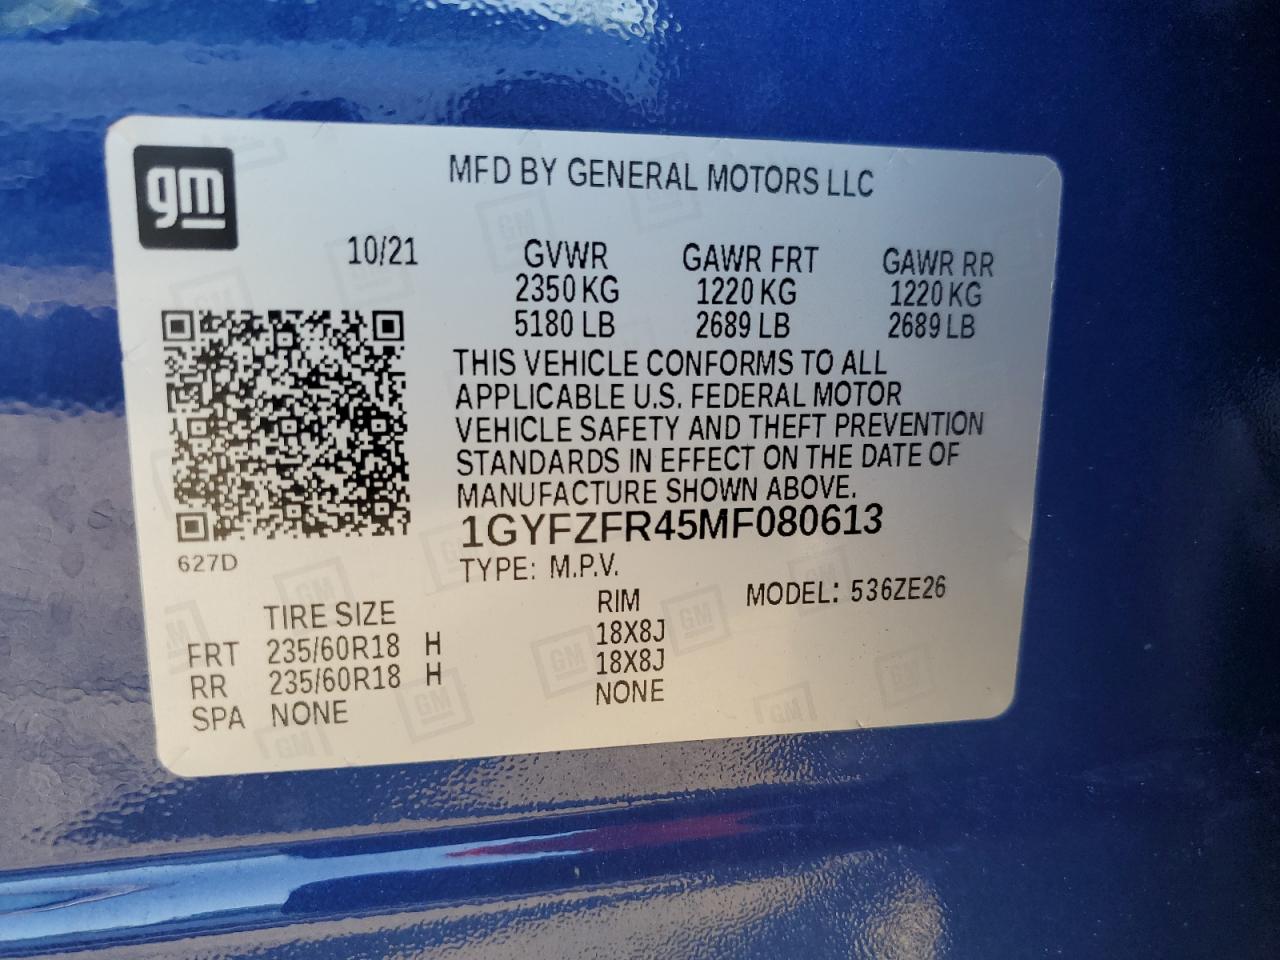 gm
MFD BY GENERAL MOTORS LLC
10/21 GVWR GAWR FRT GAWR RR
2350 KG 1220 KG 1220 KG
5180 LB 2689 LB 2689 LB
THIS VEHICLE CONFORMS TO ALL
APPLICABLE U.S. FEDERAL MOTOR
VEHICLE SAFETY AND THEFT PREVENTION
STANDARDS IN EFFECT ON THE DATE OF
MANUFACTURE SHOWN ABOVE.
1GYFZFR45MF080613
627D
TYPE: M.P.V. MODEL: 536ZE26
TIRE SIZE RIM
FRT 235/60R18 H 18X8J
RR 235/60R18 H 18X8J
SPA NONE NONE